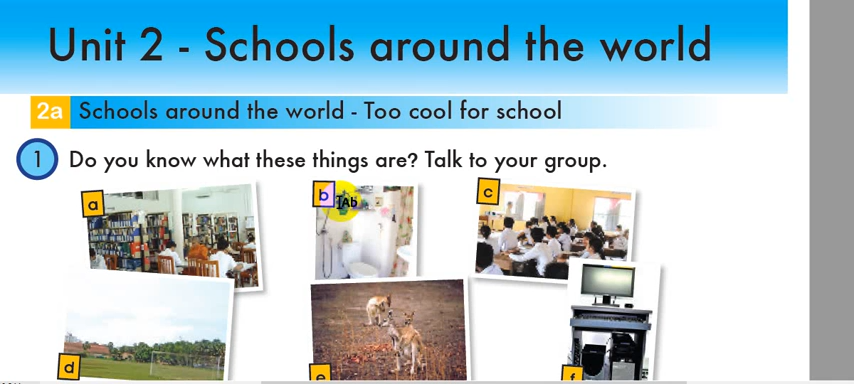 Unit 2 - Schools around the world
2a Schools around the world - Too cool for school
1 Do you know what these things are? Talk to your group.
a
b
Ab
c
d
e
f